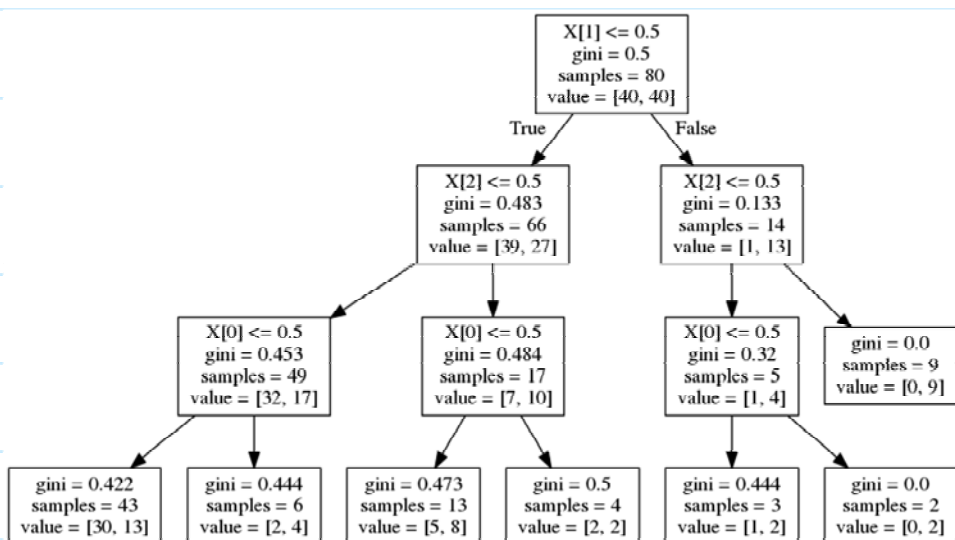 X[1] <= 0.5
gini = 0.5
samples = 80
value = [40, 40]
True
False
X[2] <= 0.5
gini = 0.483
samples = 66
value = [39, 27]
X[2] <= 0.5
gini = 0.133
samples = 14
value = [1, 13]
X[0] <= 0.5
gini = 0.453
samples = 49
value = [32, 17]
X[0] <= 0.5
gini = 0.484
samples = 17
value = [7, 10]
X[0] <= 0.5
gini = 0.32
samples = 5
value = [1, 4]
gini = 0.0
samples = 9
value = [0, 9]
gini = 0.422
samples = 43
value = [30, 13]
gini = 0.444
samples = 6
value = [2, 4]
gini = 0.473
samples = 13
value = [5, 8]
gini = 0.5
samples = 4
value = [2, 2]
gini = 0.444
samples = 3
value = [1, 2]
gini = 0.0
samples = 2
value = [0, 2]